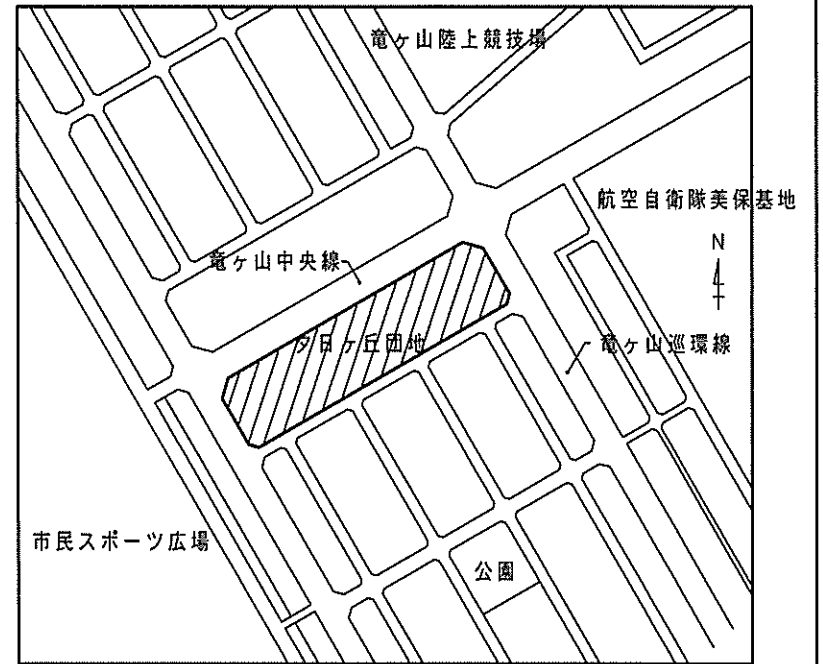 竜ヶ山陸上競技場
航空自衛隊美保基地
N
竜ヶ山中央線
夕日ヶ丘団地
竜ヶ山巡環線
市民スポーツ広場
公園